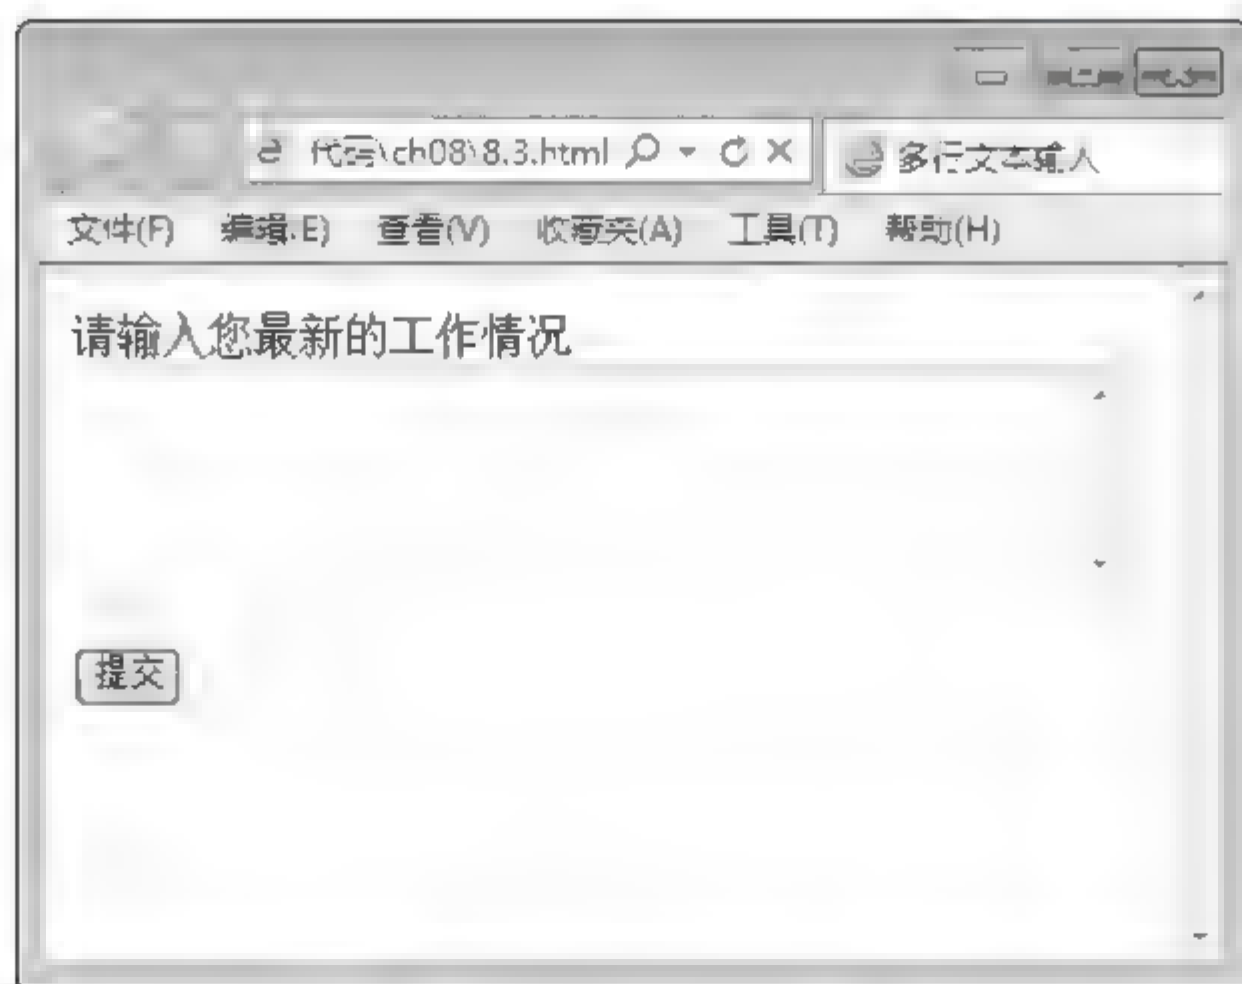 代码\ch08\8.3.html
多行文本输入
文件(F) 编辑(E) 查看(V) 收藏夹(A) 工具(T) 帮助(H)
请输入您最新的工作情况
提交